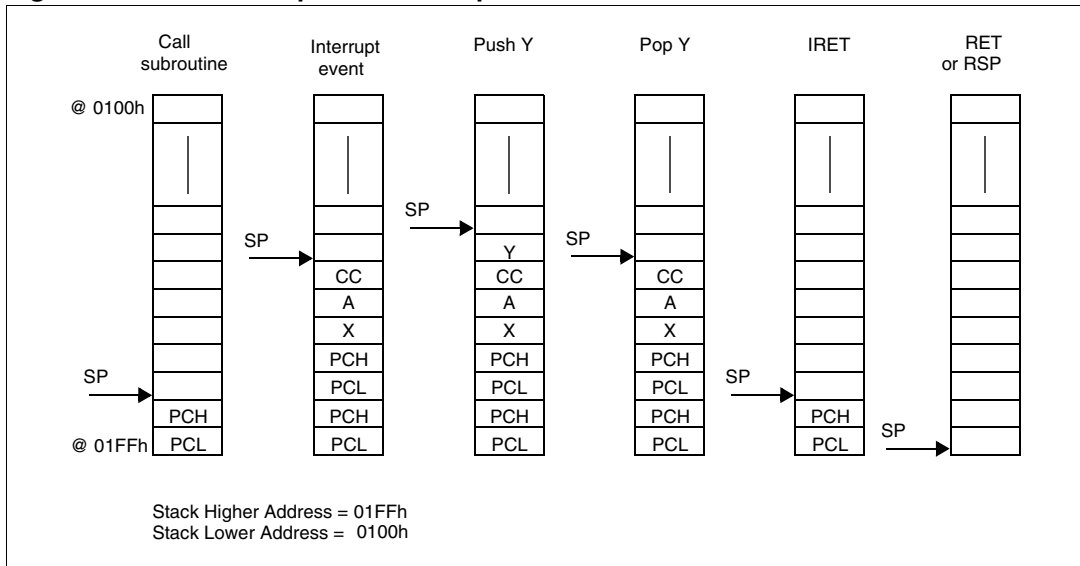 Call
subroutine
Interrupt
event
Push Y
Pop Y
IRET
RET
or RSP
@ 0100h
SP
SP
SP
Y
CC
CC
CC
A
A
A
X
X
X
SP
PCH
PCH
PCH
SP
PCL
PCL
PCL
PCH
PCH
PCH
PCH
PCH
SP
@ 01FFh
PCL
PCL
PCL
PCL
PCL
Stack Higher Address = 01FFh
Stack Lower Address = 0100h